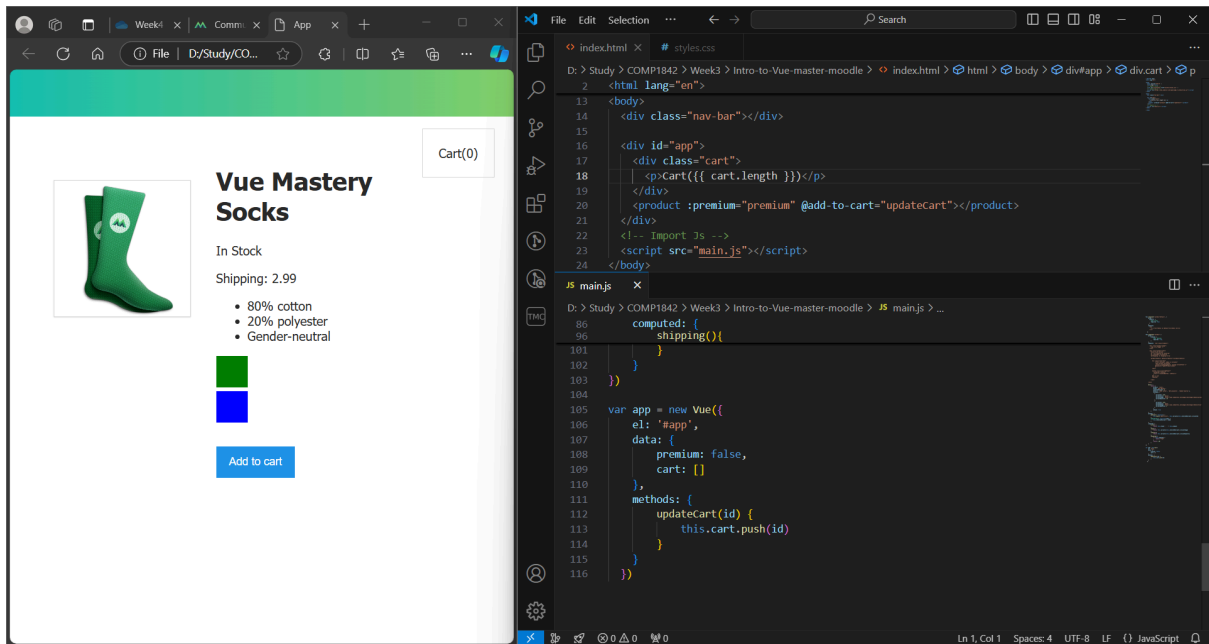 Week4
Commu
App
File
D:/Study/CO...
Cart(0)
Vue Mastery
Socks
In Stock
Shipping: 2.99
80% cotton
20% polyester
Gender-neutral
Add to cart
File Edit Selection ··· Search
index.html
# styles.css
D: > Study > COMP1842 > Week3 > Intro-to-Vue-master-moodle > index.html > html > body > div#app > div.cart > p
2 <html lang="en">
13 <body>
14 <div class="nav-bar"></div>
15
16 <div id="app">
17 <div class="cart">
18 <p>Cart({{ cart.length }})</p>
19 </div>
20 <product :premium="premium" @add-to-cart="updateCart"></product>
21 </div>
22 <!-- Import Js -->
23 <script src="main.js"></script>
24 </body>
JS main.js
D: > Study > COMP1842 > Week3 > Intro-to-Vue-master-moodle > JS main.js > ...
86 computed: {
96 shipping(){
101 }
102 }
103 })
104
105 var app = new Vue({
106 el: '#app',
107 data: {
108 premium: false,
109 cart: []
110 },
111 methods: {
112 updateCart(id) {
113 this.cart.push(id)
114 }
115 }
116 })
TMC
0 0 0 Ln 1, Col 1 Spaces: 4 UTF-8 LF {} JavaScript